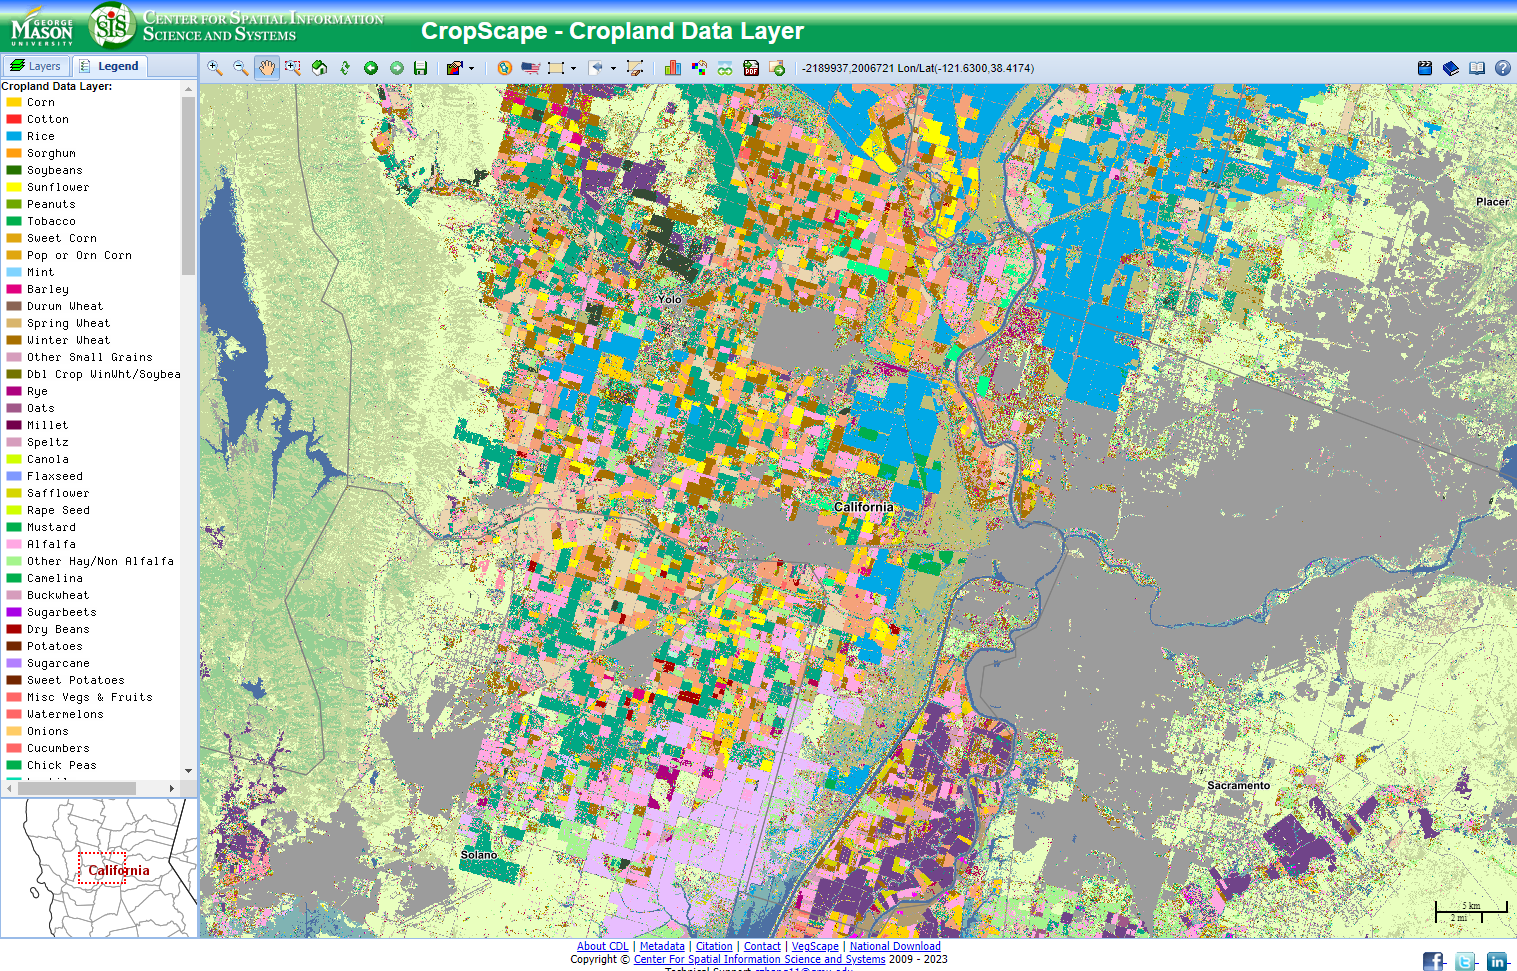 GEORGE
MASON
UNIVERSITY
SIS
CENTER FOR SPATIAL INFORMATION
SCIENCE AND SYSTEMS
CropScape - Cropland Data Layer
Layers
Legend
PDF
-2189937,2006721 Lon/Lat(-121.6300,38.4174)
Cropland Data Layer:
Corn
Cotton
Rice
Sorghum
Soybeans
Sunflower
Peanuts
Tobacco
Sweet Corn
Pop or Orn Corn
Mint
Barley
Durum Wheat
Spring Wheat
Winter Wheat
Other Small Grains
Dbl Crop WinWht/Soybea
Rye
Oats
Millet
Speltz
Canola
Flaxseed
Safflower
Rape Seed
Mustard
Alfalfa
Other Hay/Non Alfalfa
Camelina
Buckwheat
Sugarbeets
Dry Beans
Potatoes
Sugarcane
Sweet Potatoes
Misc Vegs & Fruits
Watermelons
Onions
Cucumbers
Chick Peas
California
Placer
Yolo
California
Sacramento
Solano
5 km
2 mi
About CDL | Metadata | Citation | Contact | VegScape | National Download
Copyright © Center For Spatial Information Science and Systems 2009 - 2023
Technical Support